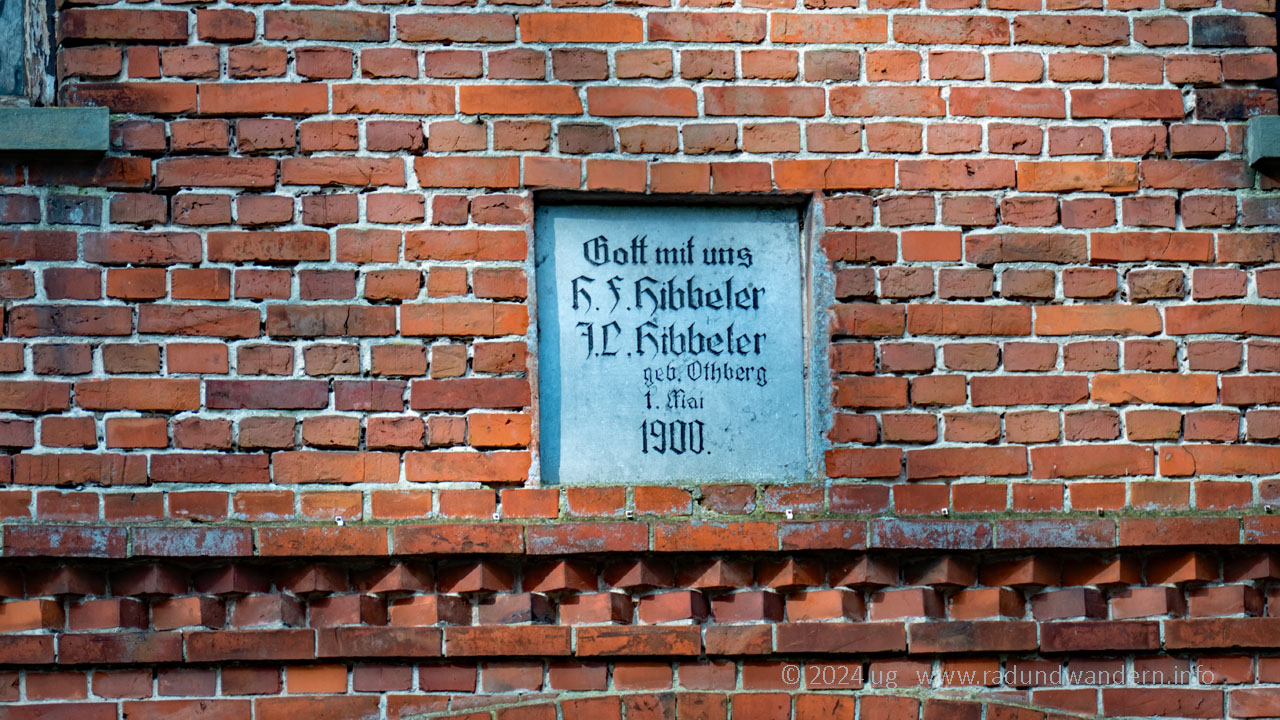 Gott mit uns
H. F. Hibbeler
J. L. Hibbeler
geb. Othberg
1. Mai
1900.
© 2024 ug www.radundwandern.info